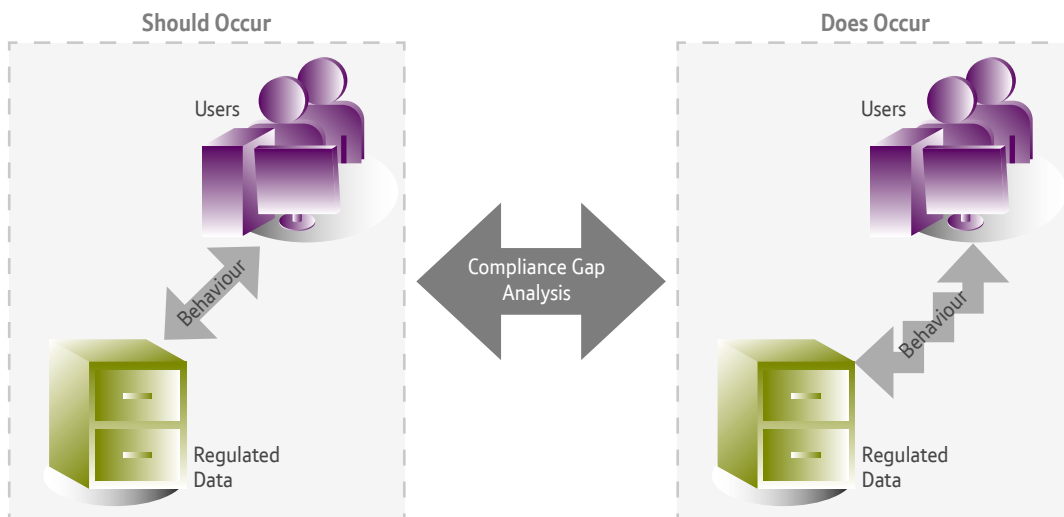 Should Occur
Users
Behaviour
Regulated
Data
Compliance Gap
Analysis
Does Occur
Users
Behaviour
Regulated
Data